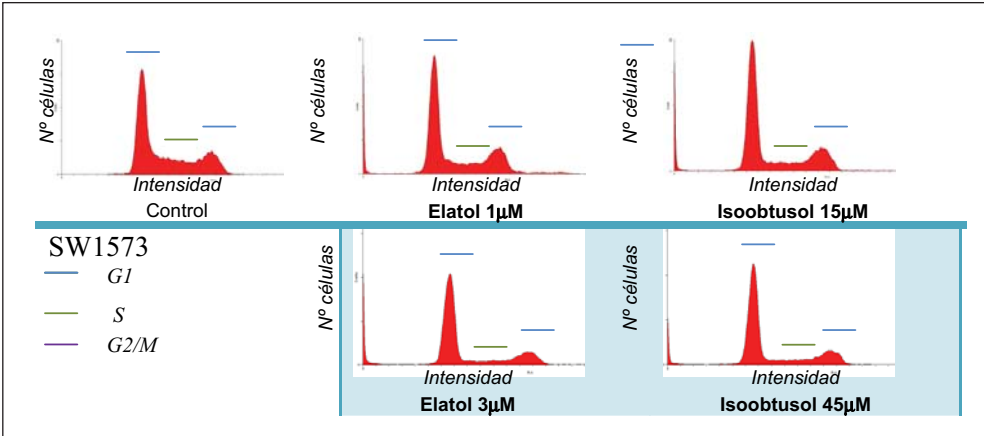 Nº células
Intensidad
Control
Nº células
Intensidad
Elatol 1µM
Nº células
Intensidad
Isoobtusol 15µM
SW1573
G1
S
G2/M
Nº células
Intensidad
Elatol 3µM
Nº células
Intensidad
Isoobtusol 45µM